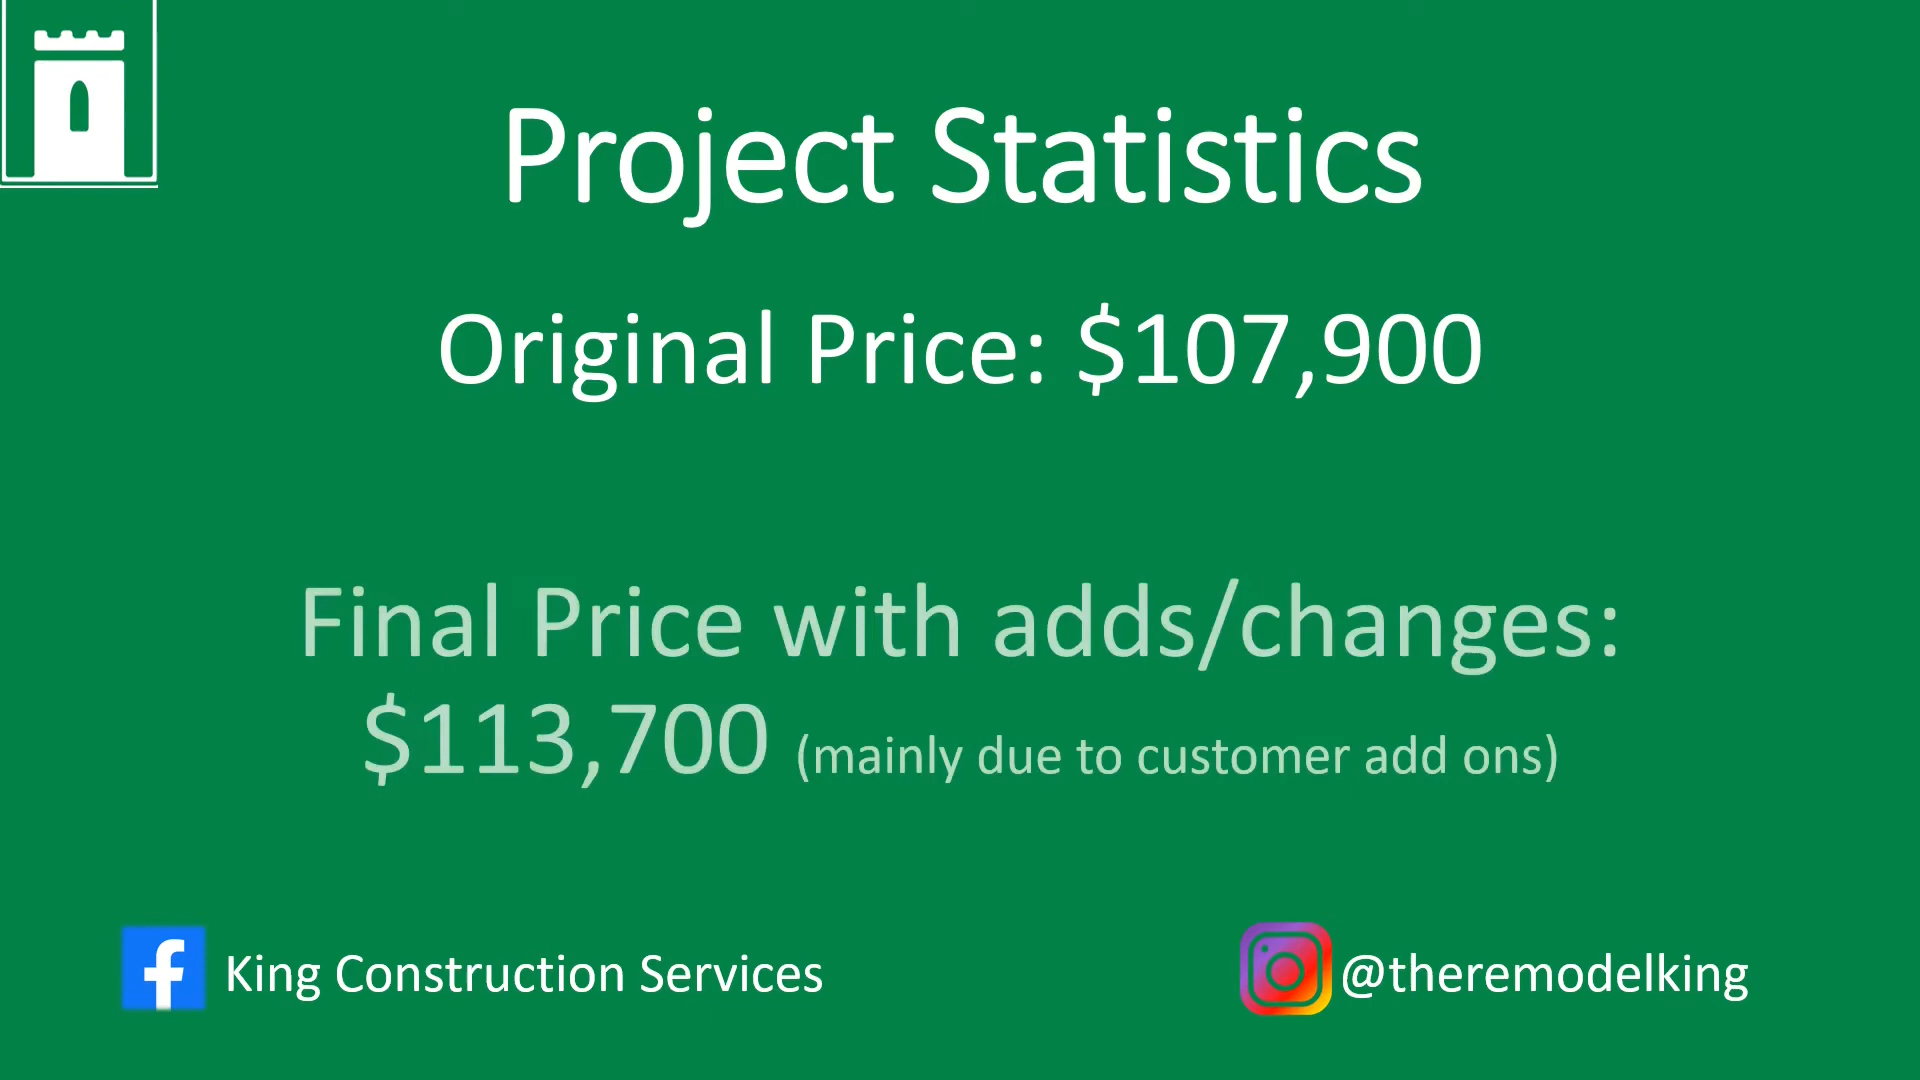 Project Statistics
Original Price: $107,900
Final Price with adds/changes:
$113,700 (mainly due to customer add ons)
King Construction Services
@theremodelking